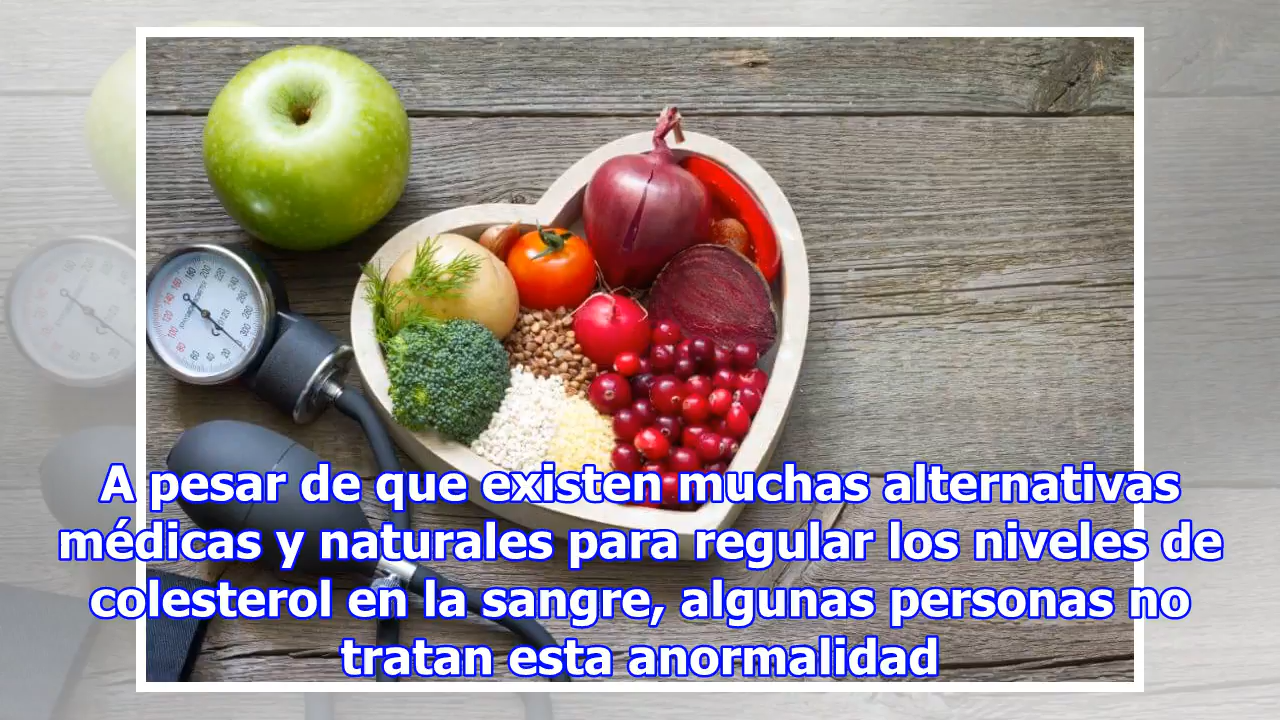 A pesar de que existen muchas alternativas
médicas y naturales para regular los niveles de
colesterol en la sangre, algunas personas no
tratan esta anormalidad